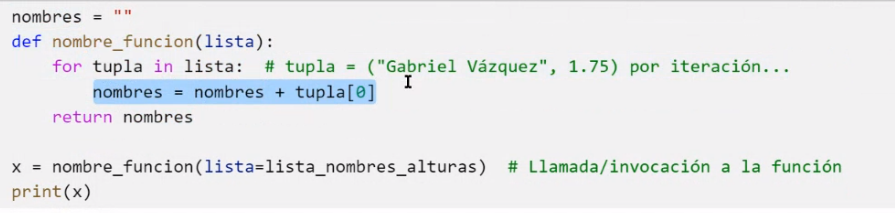 nombres = ""
def nombre_funcion(lista):
    for tupla in lista:  # tupla = ("Gabriel Vázquez", 1.75) por iteración...
        nombres = nombres + tupla[0]
    return nombres

x = nombre_funcion(lista=lista_nombres_alturas)  # Llamada/invocación a la función
print(x)